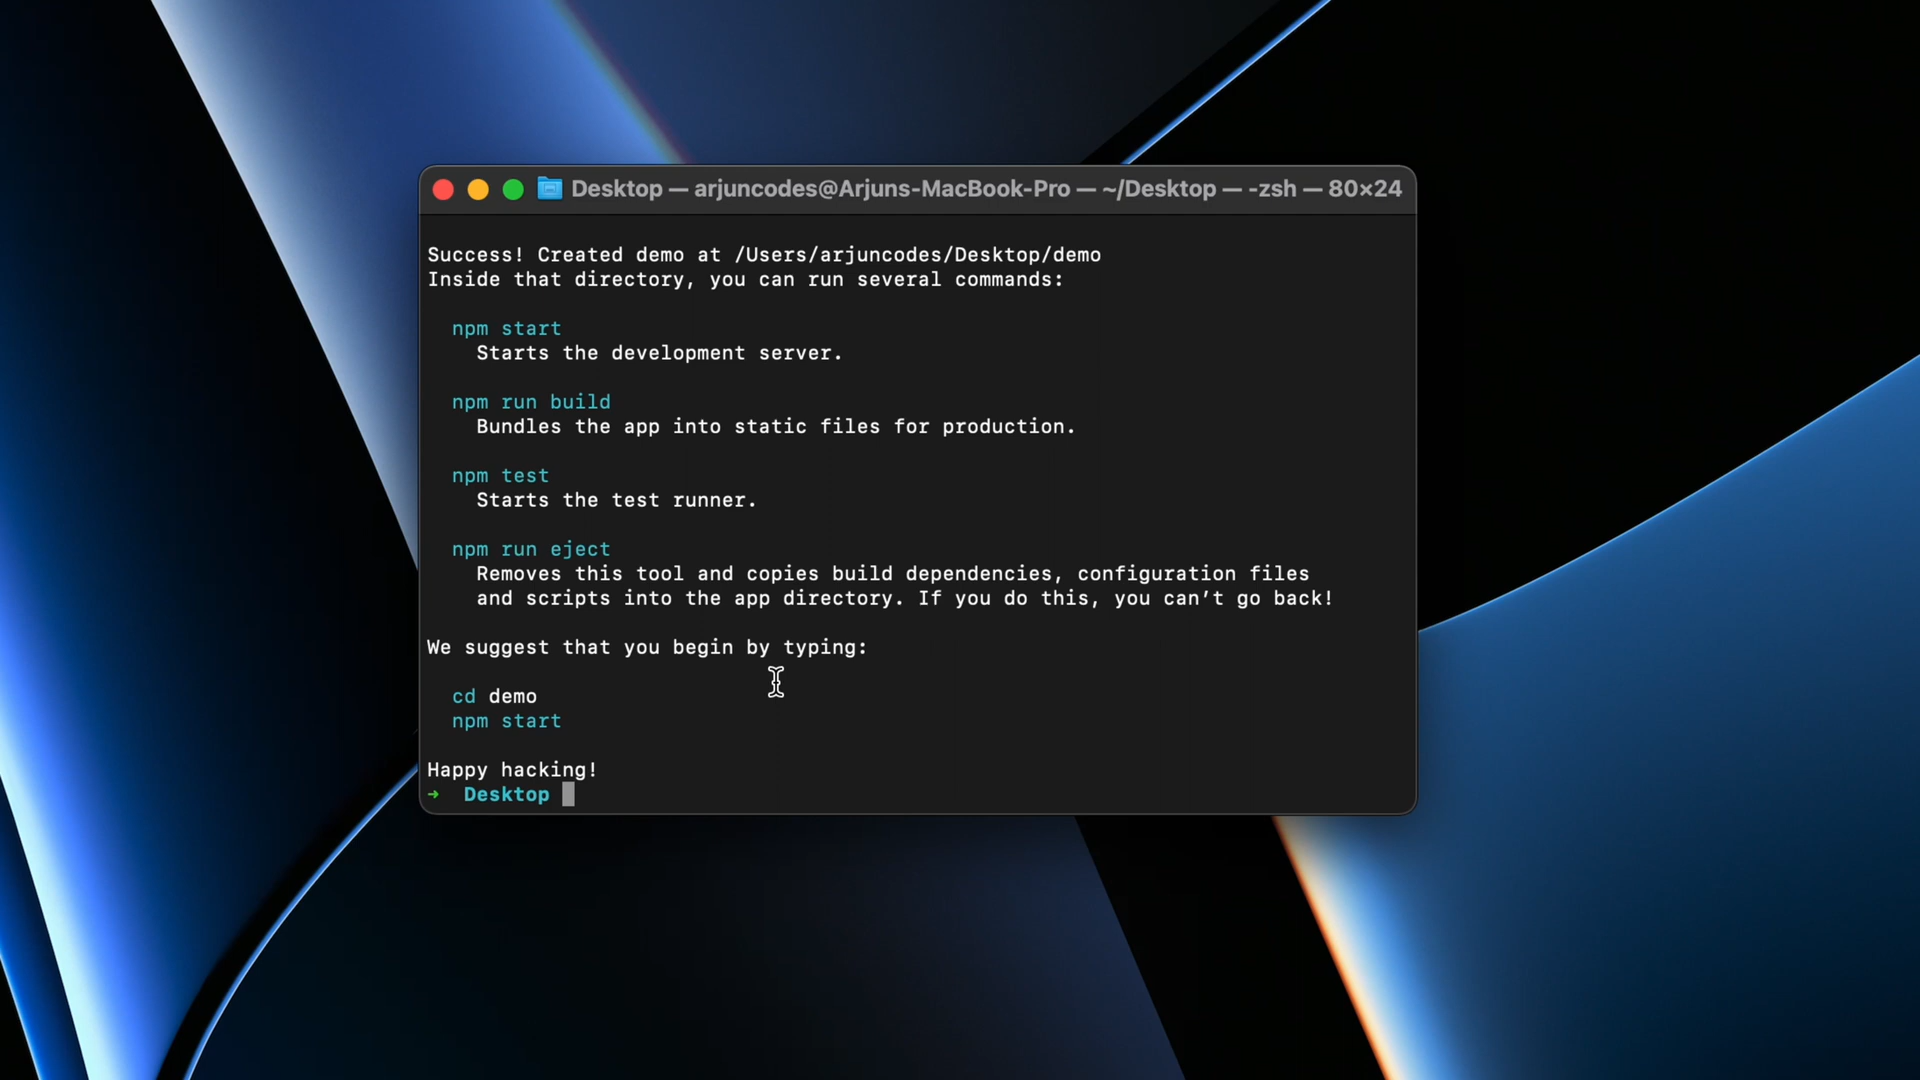 Desktop — arjuncodes@Arjuns-MacBook-Pro — ~/Desktop — -zsh — 80×24
Success! Created demo at /Users/arjuncodes/Desktop/demo
Inside that directory, you can run several commands:
npm start
Starts the development server.
npm run build
Bundles the app into static files for production.
npm test
Starts the test runner.
npm run eject
Removes this tool and copies build dependencies, configuration files
and scripts into the app directory. If you do this, you can’t go back!
We suggest that you begin by typing:
cd demo
npm start
Happy hacking!
➜ Desktop